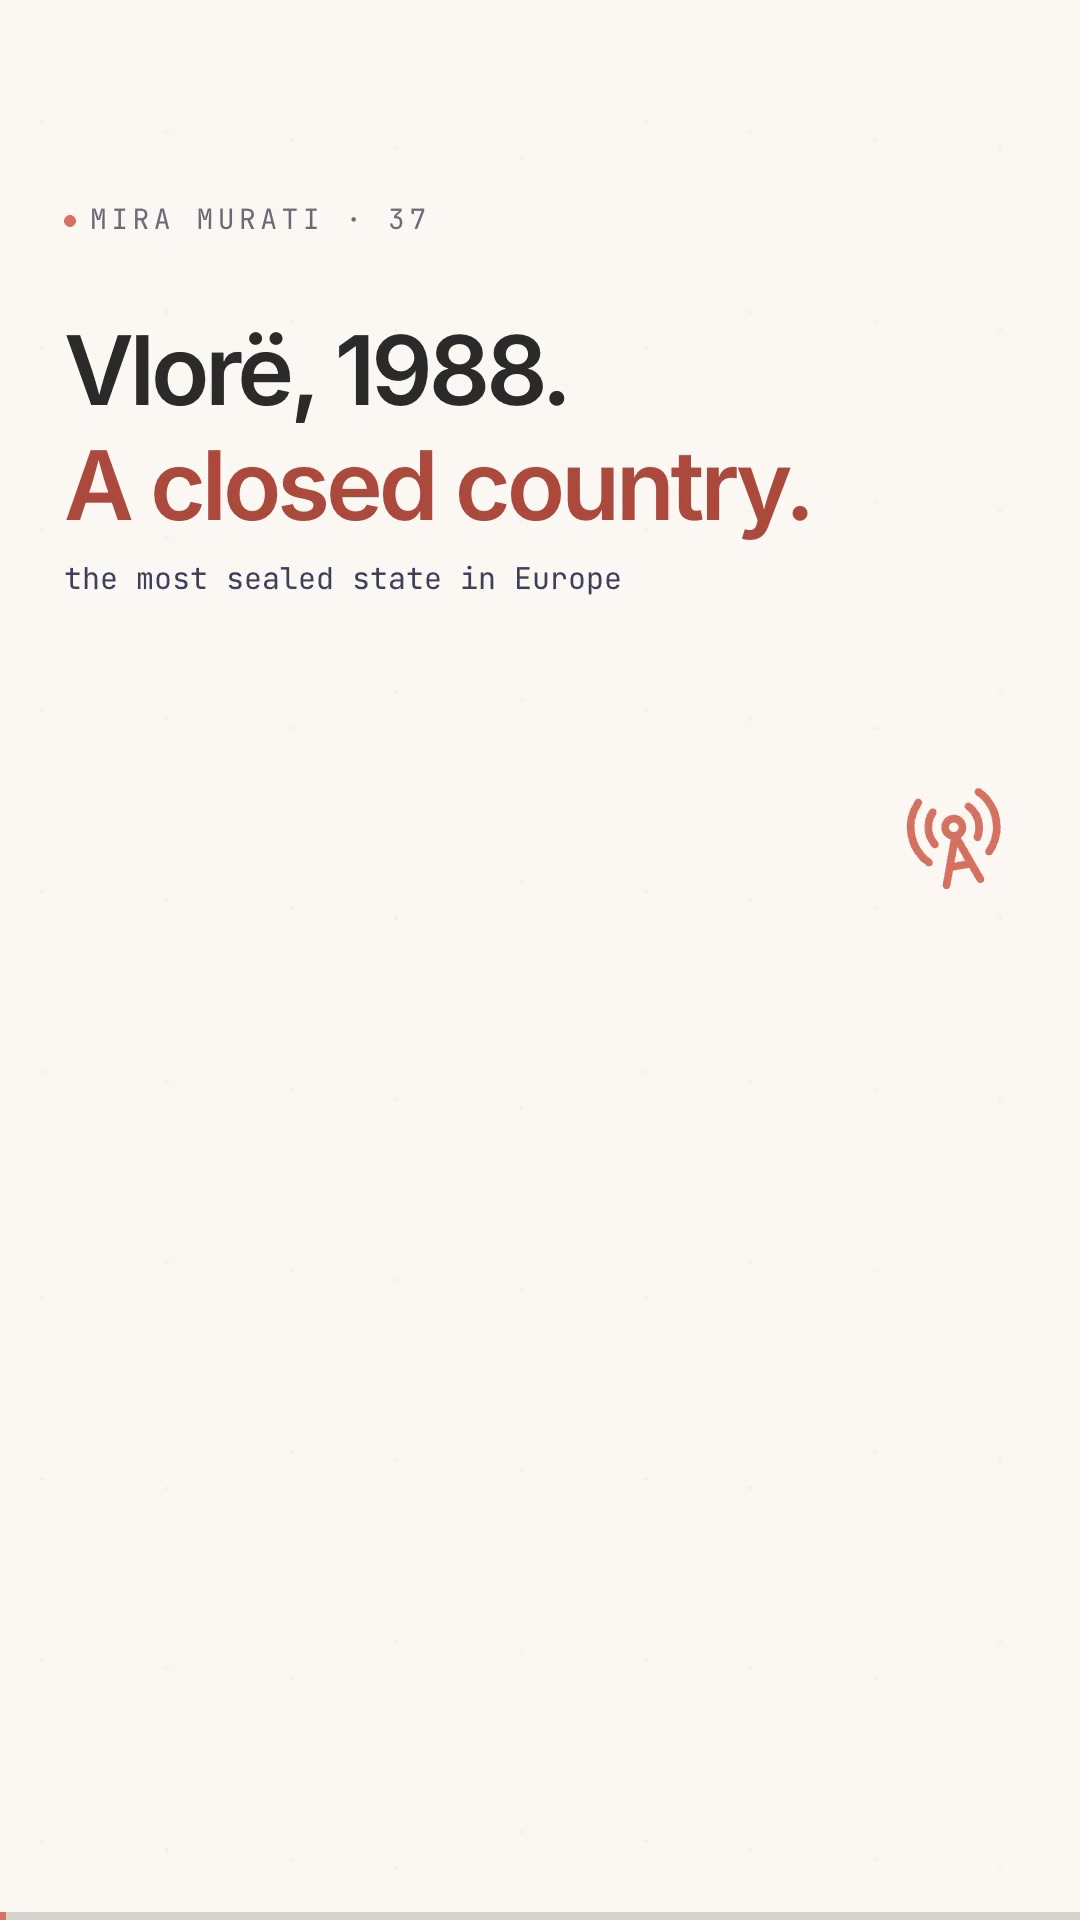 MIRA MURATI · 37
Vlorë, 1988.
A closed country.
the most sealed state in Europe